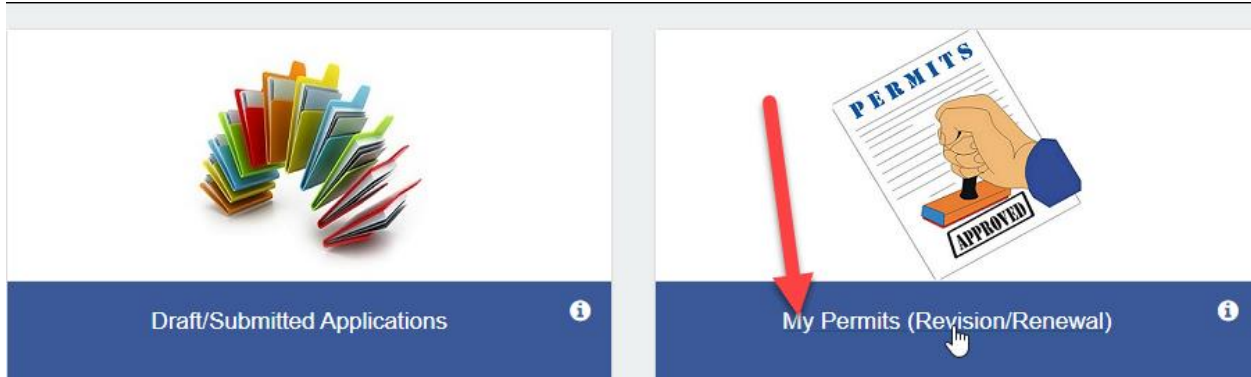 PERMITS
APPROVED
Draft/Submitted Applications
My Permits (Revision/Renewal)